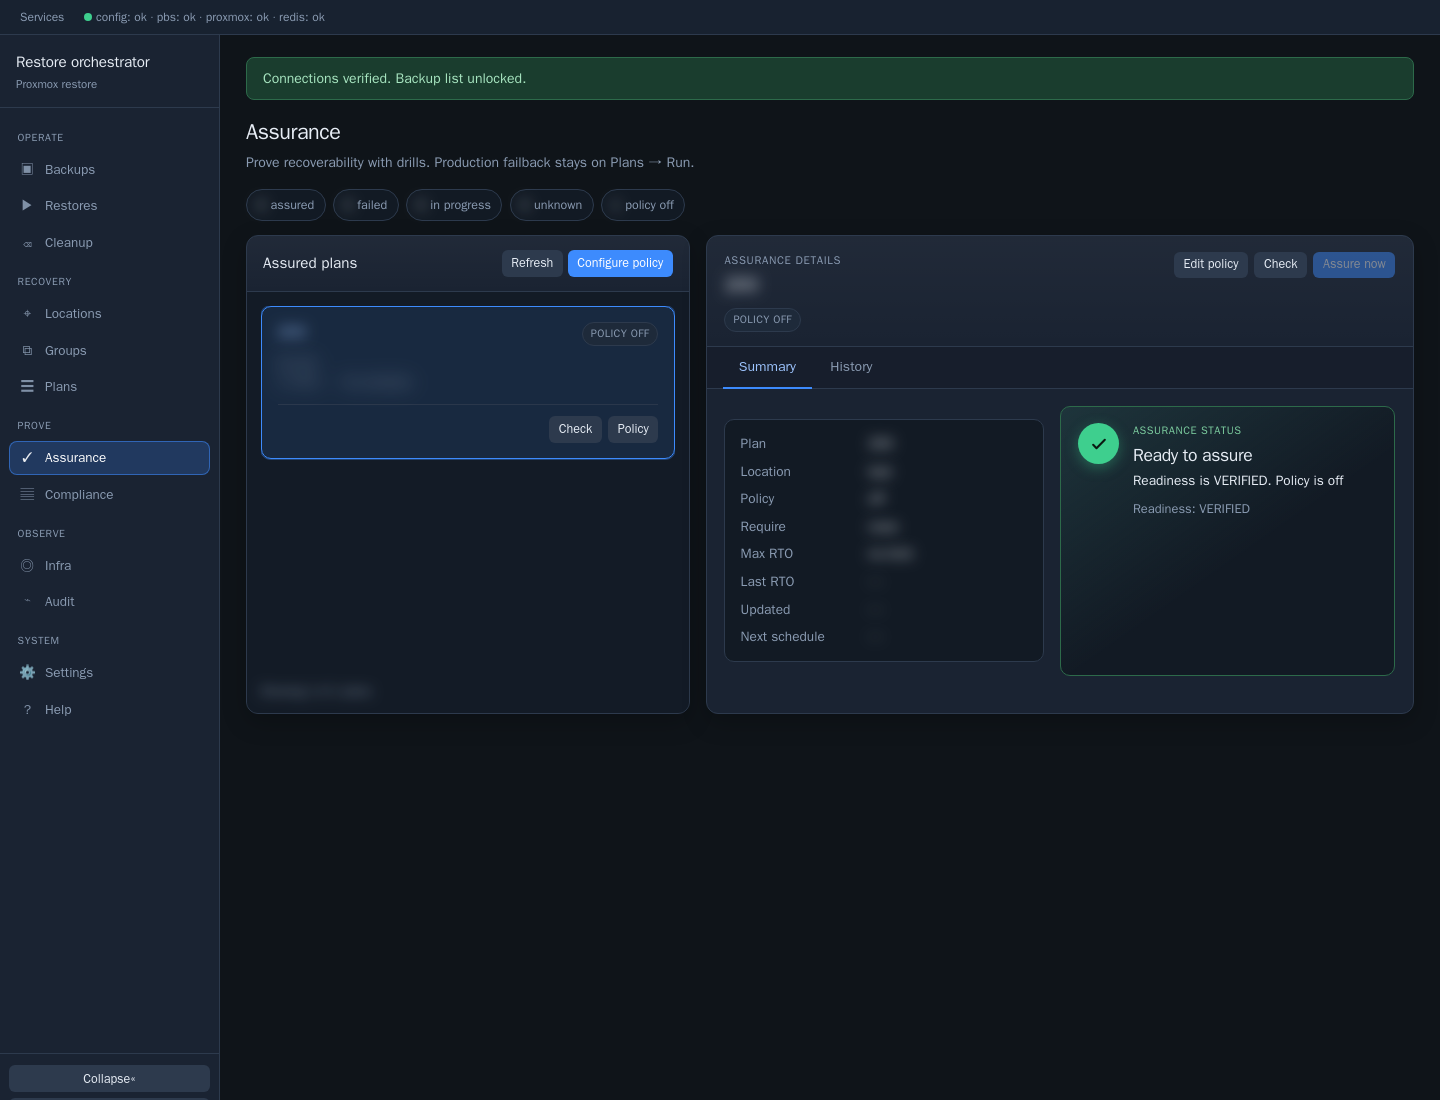 Services config: ok · pbs: ok · proxmox: ok · redis: ok
Restore orchestrator
Proxmox restore
OPERATE
Backups
Restores
Cleanup
RECOVERY
Locations
Groups
Plans
PROVE
Assurance
Compliance
OBSERVE
Infra
Audit
SYSTEM
Settings
? Help
Collapse«
Connections verified. Backup list unlocked.
Assurance
Prove recoverability with drills. Production failback stays on Plans → Run.
assured failed in progress unknown policy off
Assured plans Refresh Configure policy
POLICY OFF
Check Policy
ASSURANCE DETAILS Edit policy Check Assure now
POLICY OFF
Summary History
Plan
Location
Policy
Require
Max RTO
Last RTO
Updated
Next schedule
ASSURANCE STATUS
Ready to assure
Readiness is VERIFIED. Policy is off
Readiness: VERIFIED